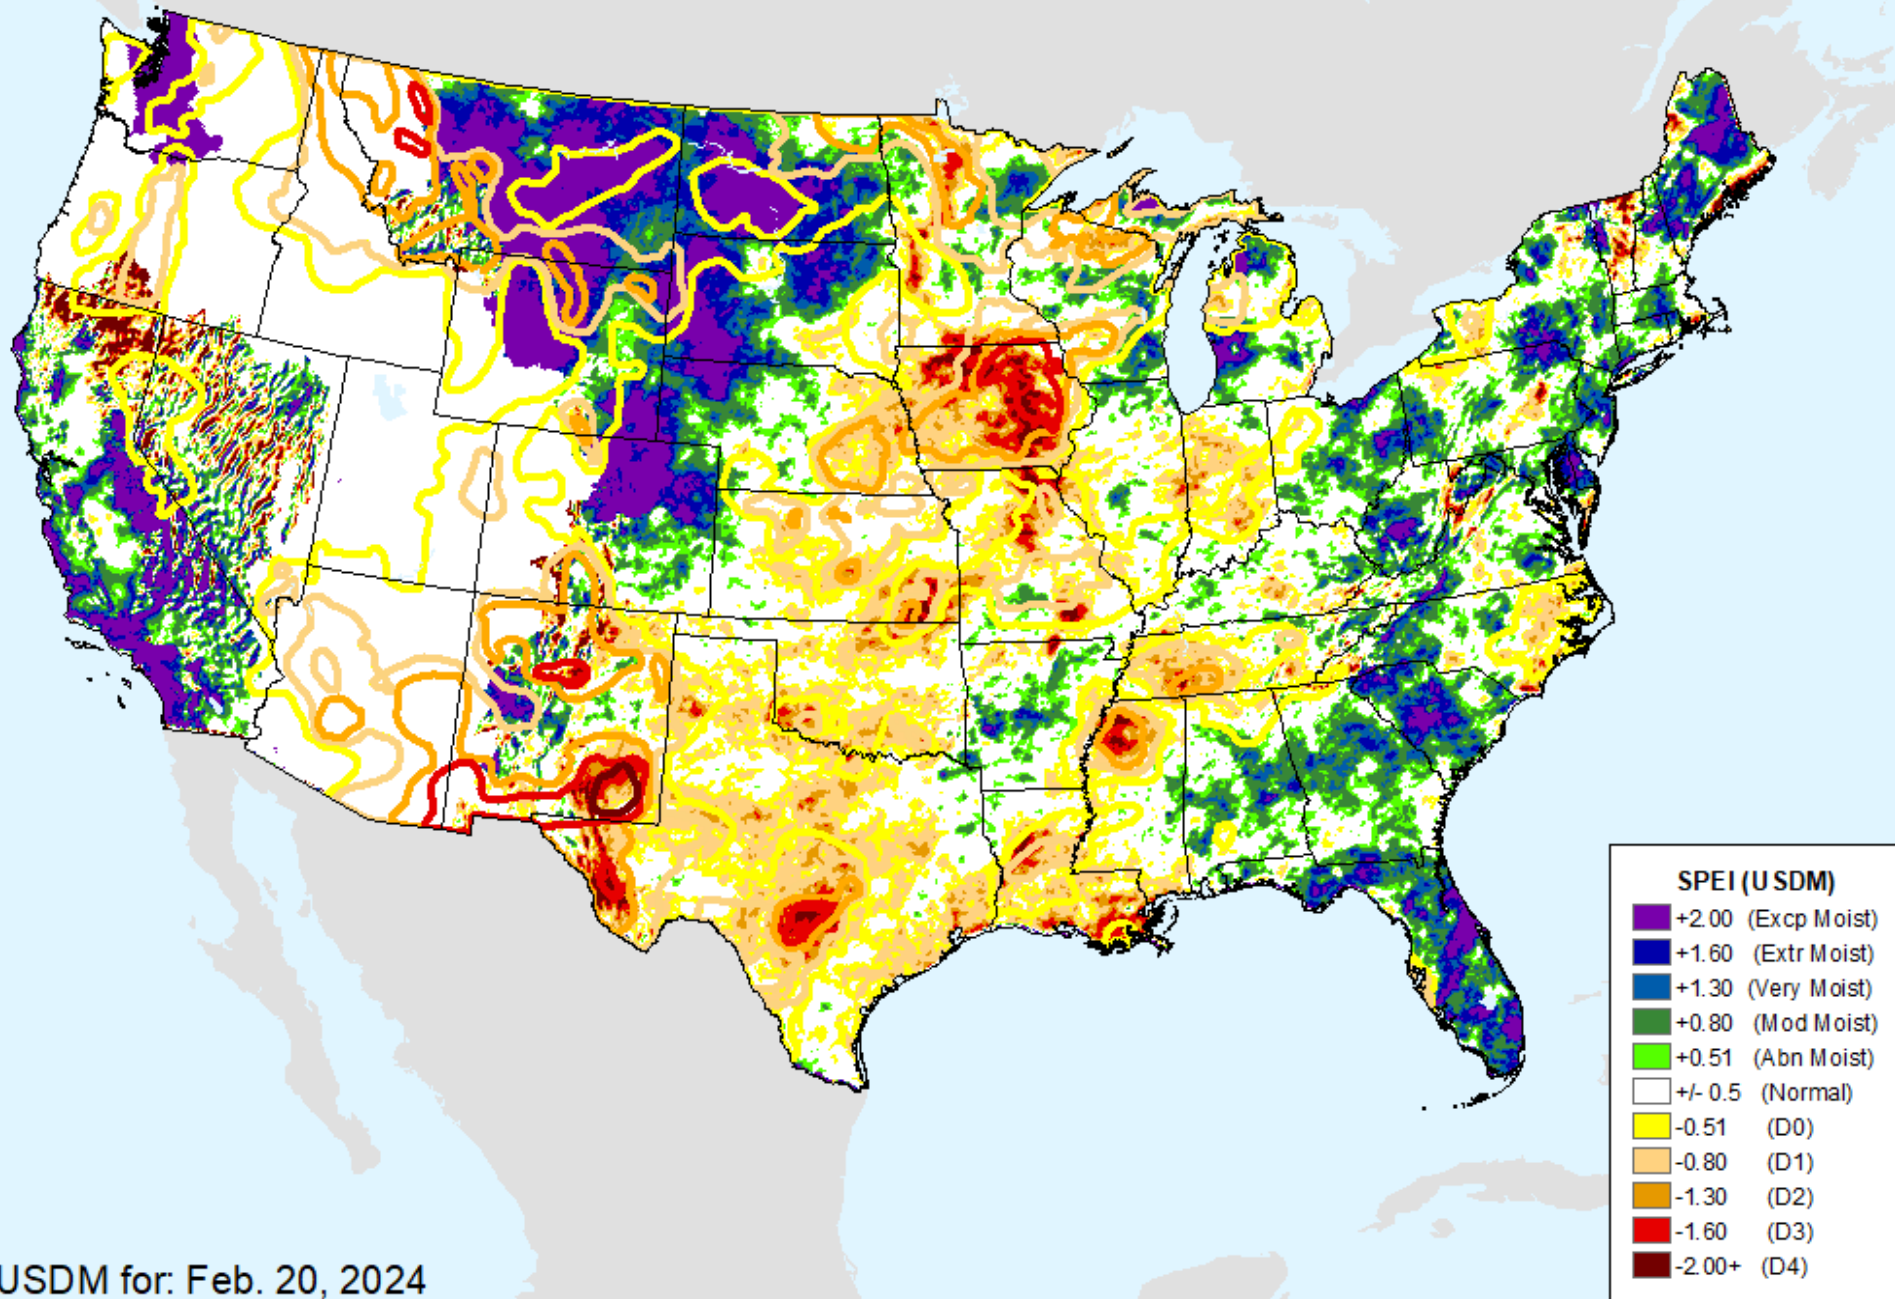 SPEI (USDM)
+2.00 (Excp Moist)
+1.60 (Extr Moist)
+1.30 (Very Moist)
+0.80 (Mod Moist)
+0.51 (Abn Moist)
+/- 0.5 (Normal)
-0.51 (D0)
-0.80 (D1)
-1.30 (D2)
-1.60 (D3)
-2.00+ (D4)
USDM for: Feb. 20, 2024